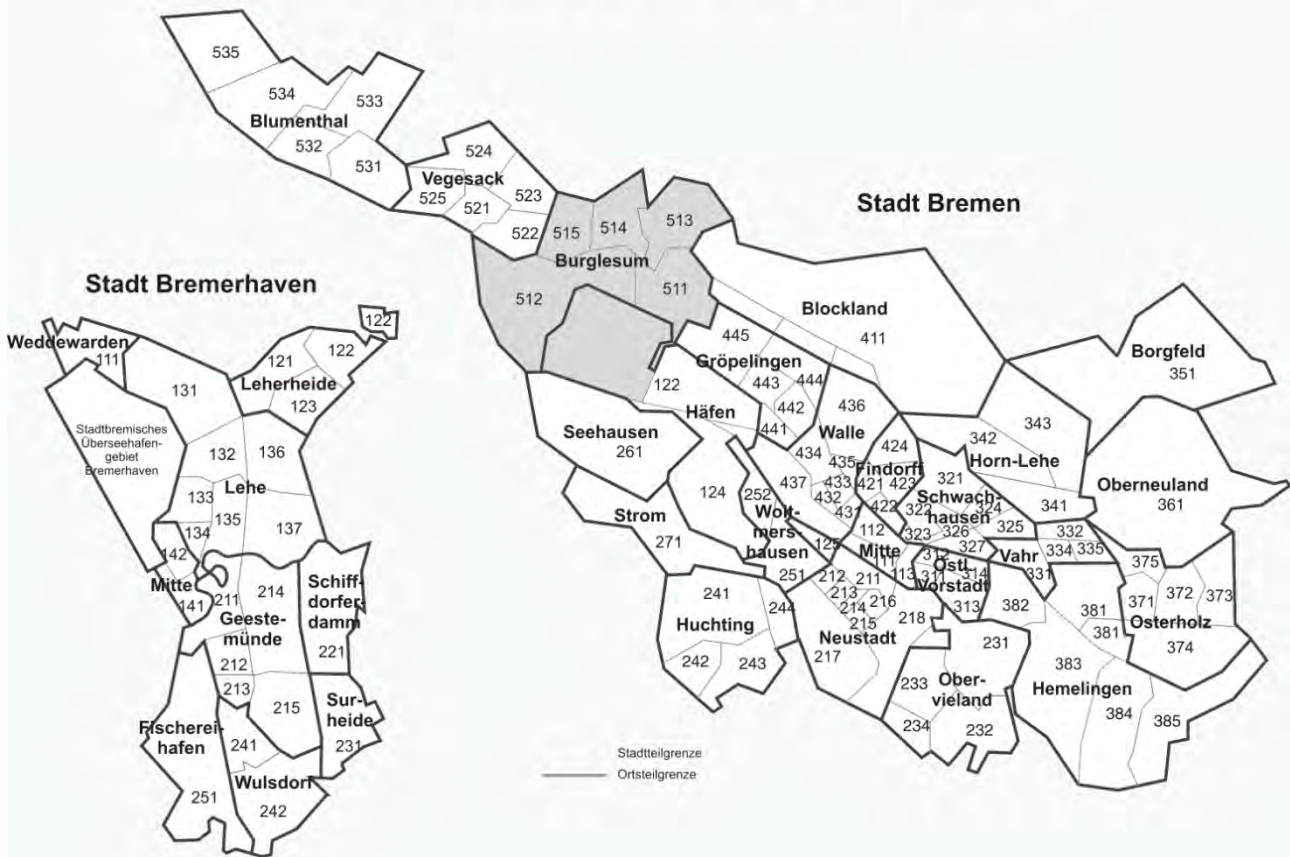 535
534
533
Blumenthal
532
531
524
Vegesack
525
521
523
522
515
514
513
Burglesum
512
511
Stadt Bremen
Blockland
411
Borgfeld
351
445
Gröpelingen
443
444
442
441
122
Häfen
436
Walle
434
435
437
433
432
431
424
Findorff
421
423
422
342
343
Horn-Lehe
341
321
Schwach-
hausen
322
324
323
326
325
327
Oberneuland
361
332
334
335
Vahr
331
Seehausen
261
124
252
Strom
271
Wolt-
mers-
hausen
125
251
112
Mitte
111
113
312
Östl.
311
Vorstadt
314
313
375
371
372
373
Osterholz
374
241
244
Huchting
242
243
212
211
213
214
216
215
218
Neustadt
217
382
231
233
Ober-
vieland
234
232
381
381
383
Hemelingen
384
385
Stadt Bremerhaven
Weddewarden
111
122
121
122
Leherheide
123
131
Stadtbremisches
Überseehafen-
gebiet
Bremerhaven
132
136
Lehe
133
135
134
137
142
Mitte
141
211
214
Geeste-
münde
212
213
215
Schiff-
dorfer-
damm
221
Sur-
heide
231
Fischerei-
hafen
251
241
Wulsdorf
242
Stadtteilgrenze
Ortsteilgrenze